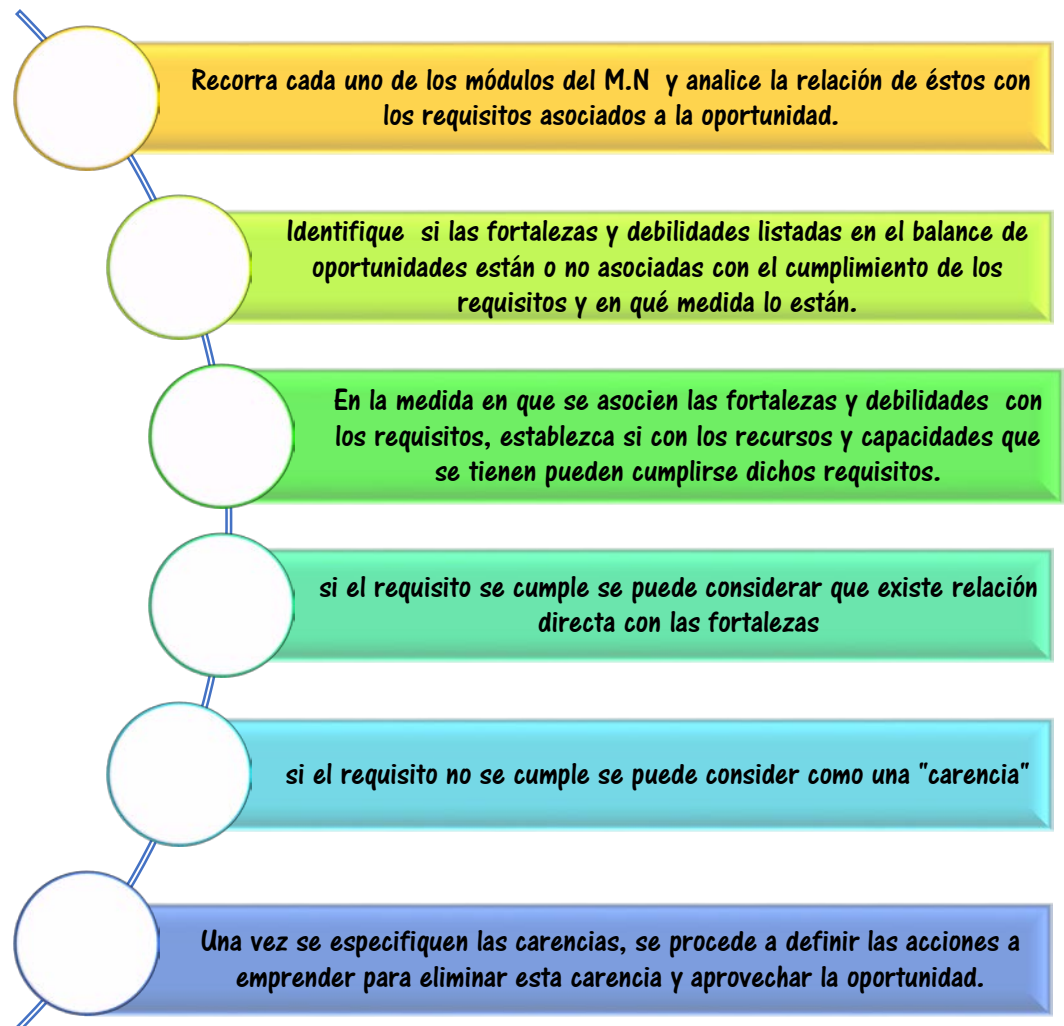 Recorra cada uno de los módulos del M.N y analice la relación de éstos con
los requisitos asociados a la oportunidad.
Identifique si las fortalezas y debilidades listadas en el balance de
oportunidades están o no asociadas con el cumplimiento de los
requisitos y en qué medida lo están.
En la medida en que se asocien las fortalezas y debilidades con
los requisitos, establezca si con los recursos y capacidades que
se tienen pueden cumplirse dichos requisitos.
si el requisito se cumple se puede considerar que existe relación
directa con las fortalezas
si el requisito no se cumple se puede consider como una "carencia"
Una vez se especifiquen las carencias, se procede a definir las acciones a
emprender para eliminar esta carencia y aprovechar la oportunidad.